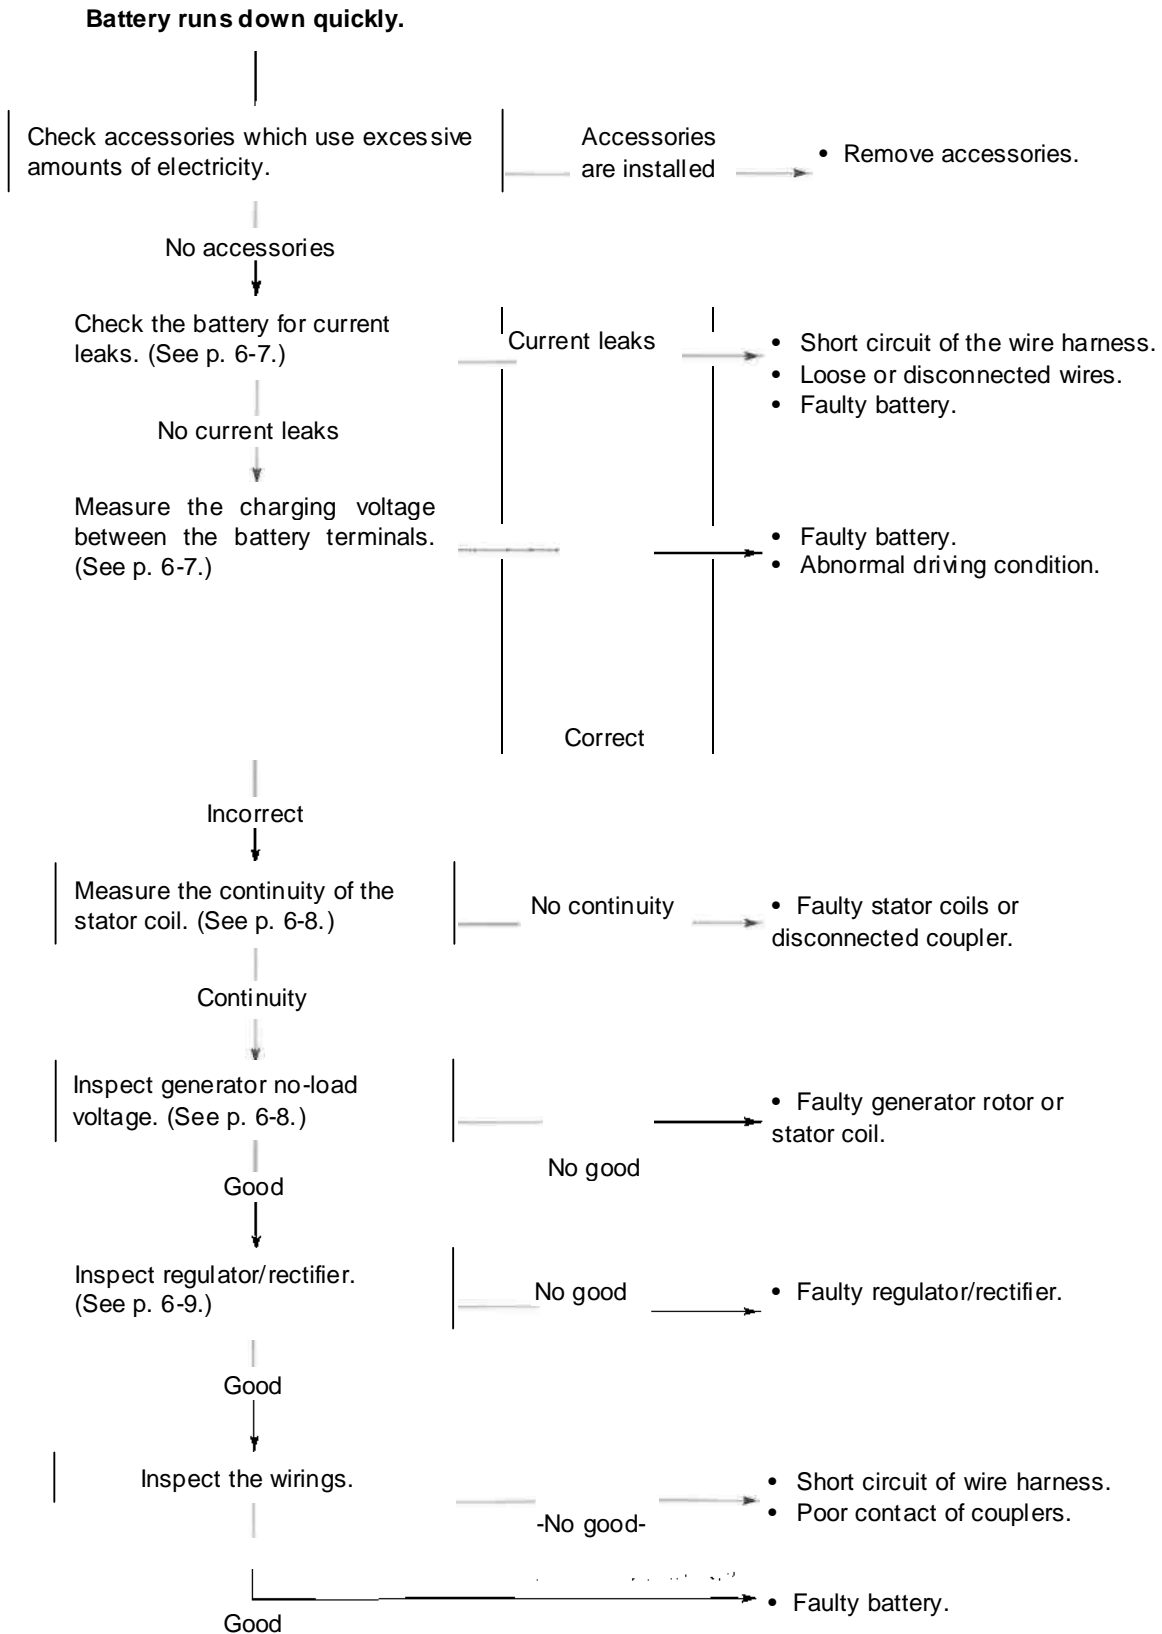 Battery runs down quickly.
Check accessories which use excessive
amounts of electricity.
Accessories
are installed
• Remove accessories.
No accessories
Check the battery for current
leaks. (See p. 6-7.)
Current leaks
• Short circuit of the wire harness.
• Loose or disconnected wires.
• Faulty battery.
No current leaks
Measure the charging voltage
between the battery terminals.
(See p. 6-7.)
• Faulty battery.
• Abnormal driving condition.
Correct
Incorrect
Measure the continuity of the
stator coil. (See p. 6-8.)
No continuity
• Faulty stator coils or
disconnected coupler.
Continuity
Inspect generator no-load
voltage. (See p. 6-8.)
No good
• Faulty generator rotor or
stator coil.
Good
Inspect regulator/rectifier.
(See p. 6-9.)
No good
• Faulty regulator/rectifier.
Good
Inspect the wirings.
-No good-
• Short circuit of wire harness.
• Poor contact of couplers.
Good
• Faulty battery.